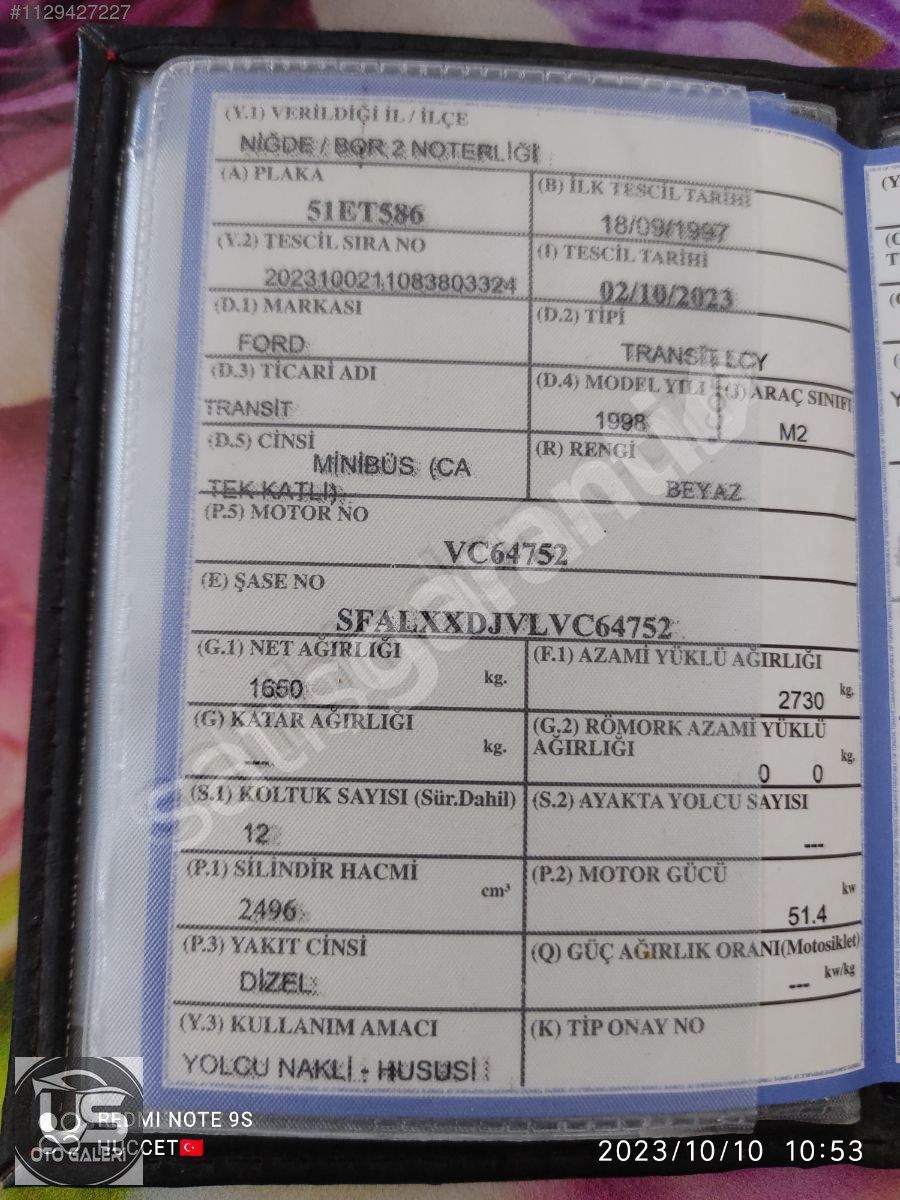 #1129427227
(Y.1) VERİLDİĞİ İL / İLÇE
NİĞDE / BOR 2 NOTERLİĞİ
(A) PLAKA
51ET586
(B) İLK TESCİL TARİHİ
18/09/1997
(Y.2) TESCİL SIRA NO
2023100211083803324
(I) TESCİL TARİHİ
02/10/2023
(D.1) MARKASI
FORD
(D.2) TİPİ
TRANSİT LCY
(D.3) TİCARİ ADI
TRANSİT
(D.4) MODEL YILI
1998
(J) ARAÇ SINIFI
M2
(D.5) CİNSİ
MİNİBÜS (CA
TEK KATLI)
(R) RENGİ
BEYAZ
(P.5) MOTOR NO
VC64752
(E) ŞASE NO
SFALXXDJVLVC64752
(G.1) NET AĞIRLIĞI
1650 kg.
(F.1) AZAMİ YÜKLÜ AĞIRLIĞI
2730 kg.
(G) KATAR AĞIRLIĞI
--- kg.
(G.2) RÖMORK AZAMİ YÜKLÜ
AĞIRLIĞI kg.
0 0
(S.1) KOLTUK SAYISI (Sür.Dahil)
12
(S.2) AYAKTA YOLCU SAYISI
---
(P.1) SİLİNDİR HACMİ
cm³
2496
(P.2) MOTOR GÜCÜ
kw
51.4
(P.3) YAKIT CİNSİ
DİZEL
(Q) GÜÇ AĞIRLIK ORANI(Motosiklet)
--- kw/kg
(Y.3) KULLANIM AMACI
YOLCU NAKLİ - HUSUSİ
(K) TİP ONAY NO
satisgarantili
US
OTO GALERİ
REDMI NOTE 9S
HÜCCET🇹🇷
2023/10/10 10:53